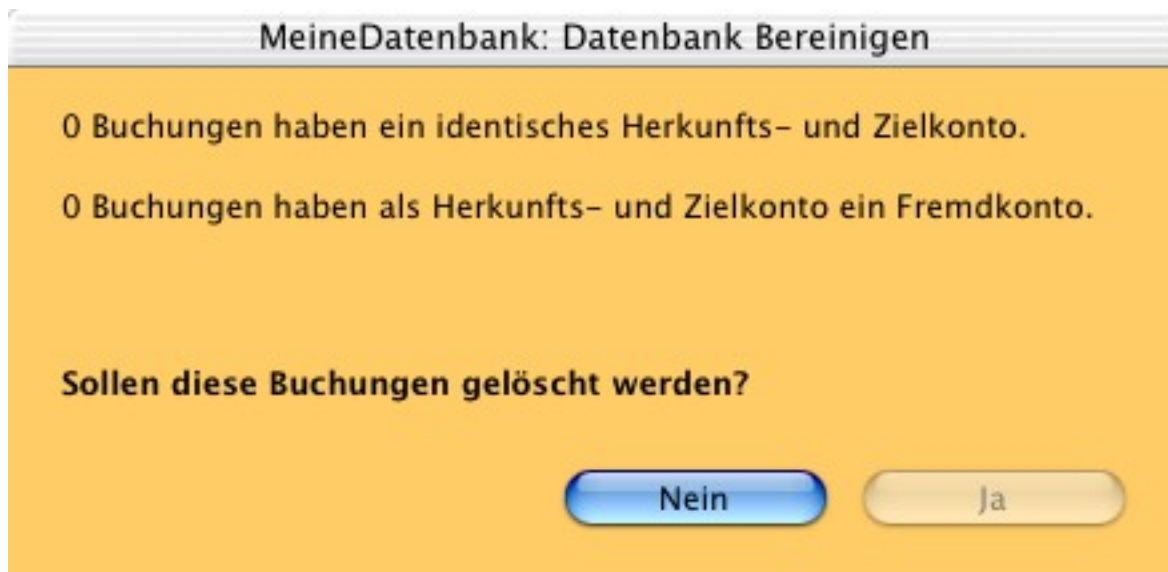 MeineDatenbank: Datenbank Bereinigen
0 Buchungen haben ein identisches Herkunfts- und Zielkonto.
0 Buchungen haben als Herkunfts- und Zielkonto ein Fremdkonto.
Sollen diese Buchungen gelöscht werden?
Nein Ja